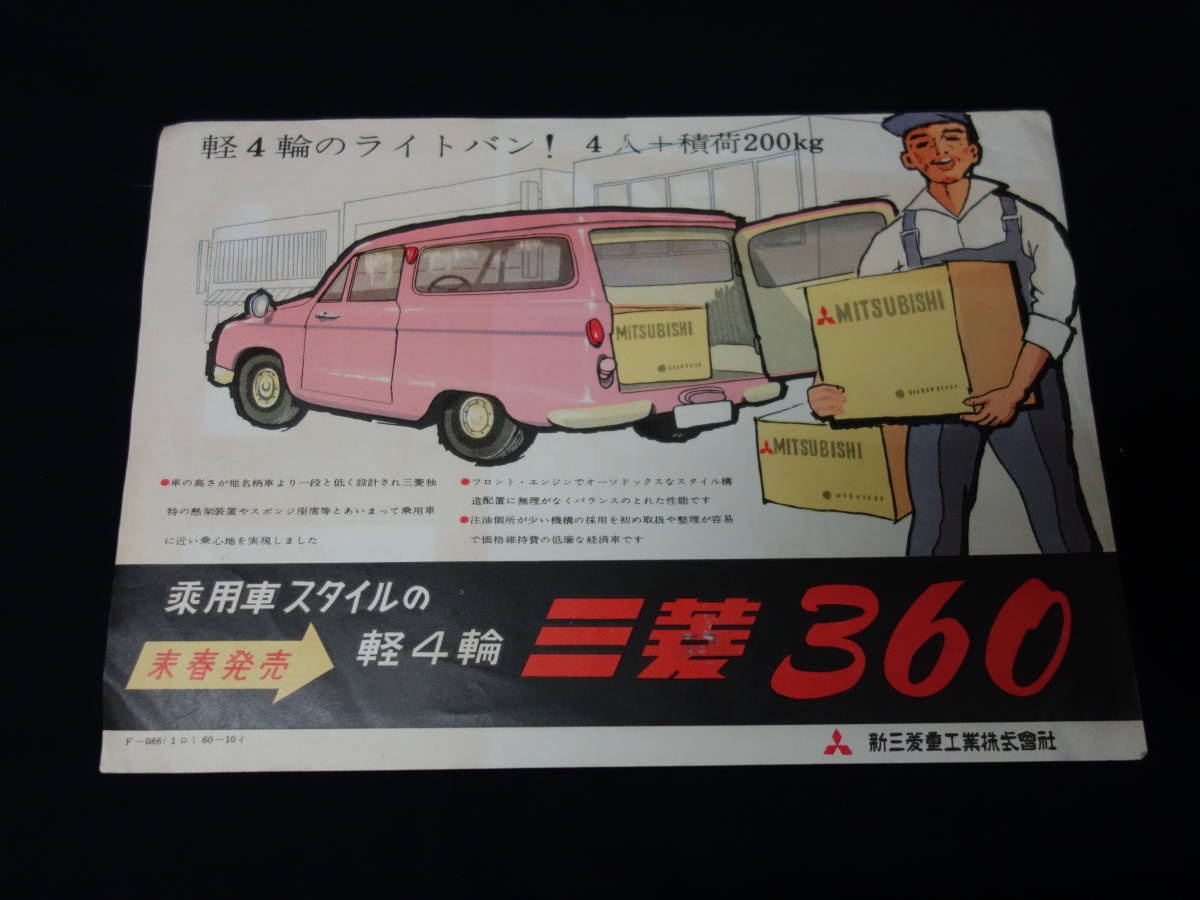 軽4輪のライトバン! 4人+積荷200kg
MITSUBISHI
MITSUBISHI
MITSUBISHI
●車の高さが他名柄車より一段と低く設計され三菱独
特の懸架装置やスポンジ座席等とあいまって乗用車
に近い乗心地を実現しました
●フロント・エンジンでオーソドックスなスタイル構
造配置に無理がなくバランスのとれた性能です
●注油個所が少い機構の採用を初め取扱や整理が容易
で価格維持費の低廉な経済車です
乗用車スタイルの
軽4輪
末春発売
三菱360
F-086(1D) 60-10イ
新三菱重工業株式會社